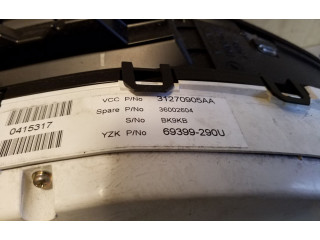 VCC P/No 31270905AA
Spare P/No 36002604
S/No BK9KB
YZK P/No 69399-290U
0415317